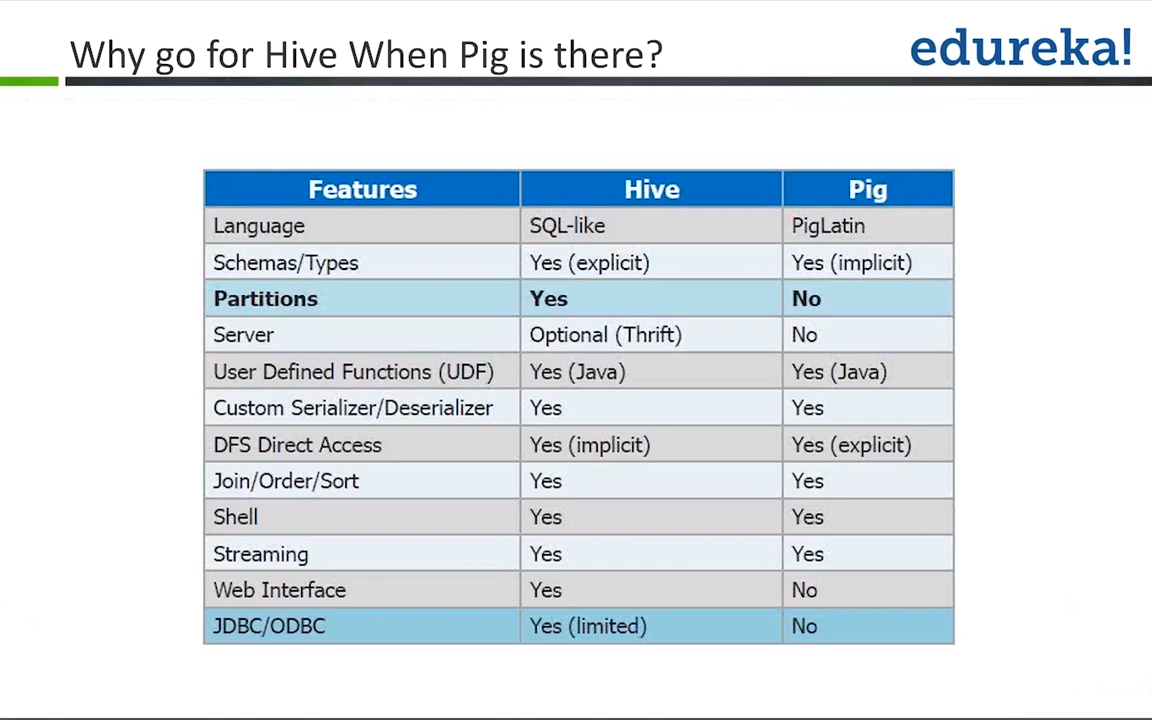 Why go for Hive When Pig is there?
edureka!
Features Hive Pig
Language SQL-like PigLatin
Schemas/Types Yes (explicit) Yes (implicit)
Partitions Yes No
Server Optional (Thrift) No
User Defined Functions (UDF) Yes (Java) Yes (Java)
Custom Serializer/Deserializer Yes Yes
DFS Direct Access Yes (implicit) Yes (explicit)
Join/Order/Sort Yes Yes
Shell Yes Yes
Streaming Yes Yes
Web Interface Yes No
JDBC/ODBC Yes (limited) No